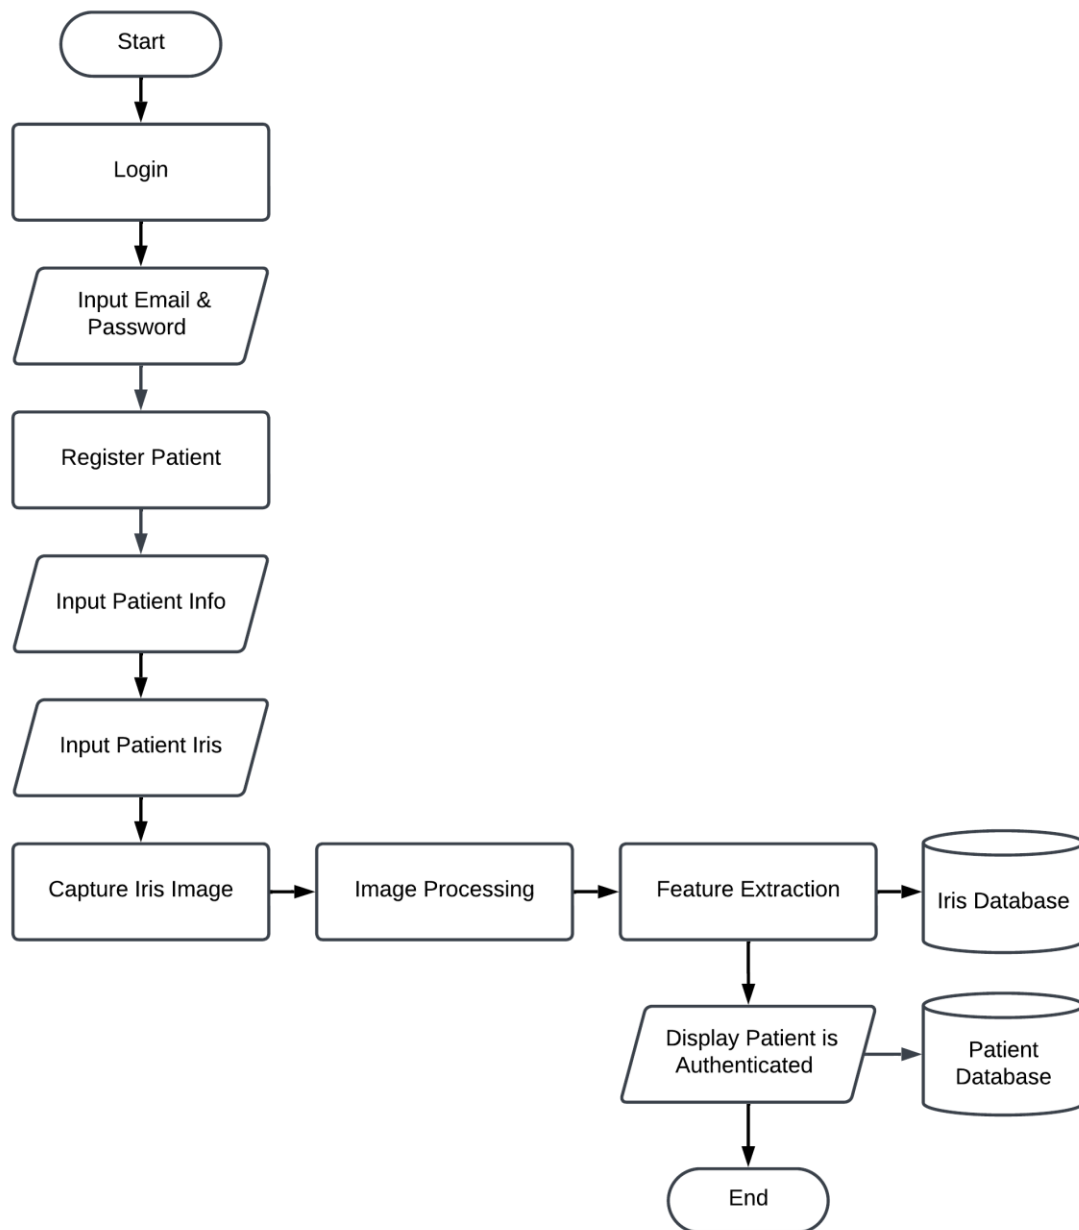 Start
Login
Input Email &
Password
Register Patient
Input Patient Info
Input Patient Iris
Capture Iris Image
Image Processing
Feature Extraction
Iris Database
Display Patient is
Authenticated
Patient
Database
End